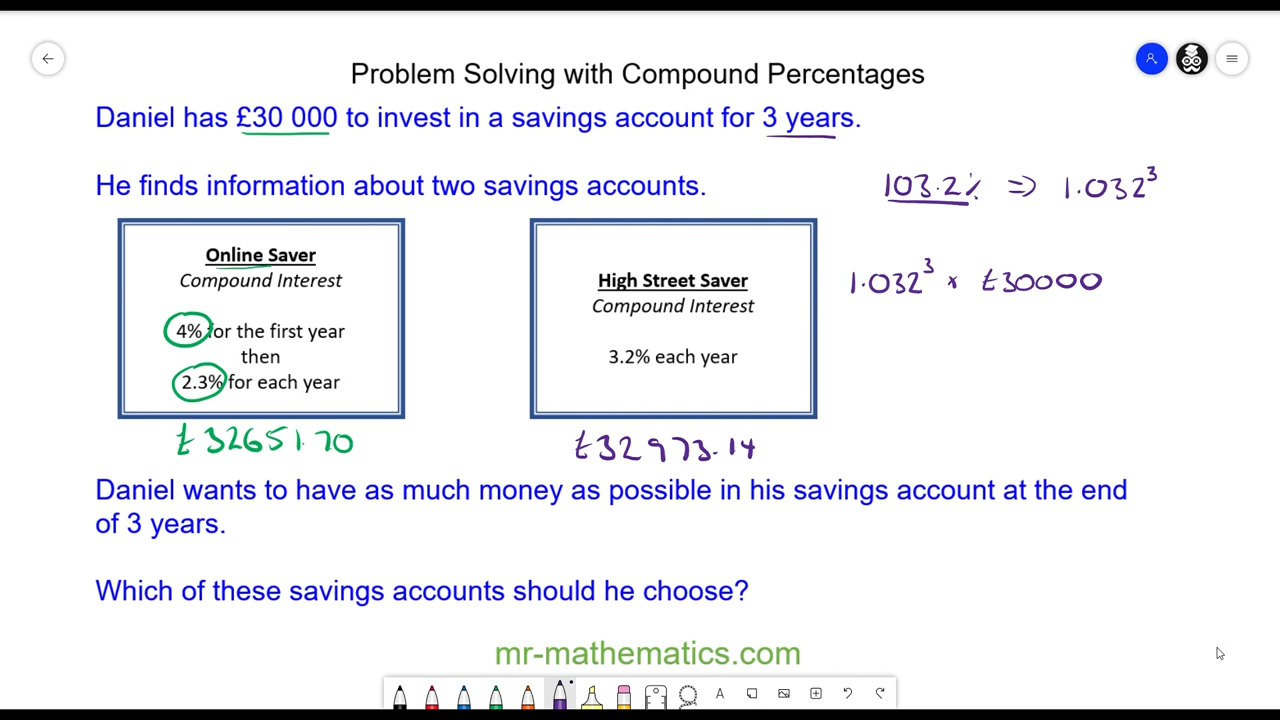 Problem Solving with Compound Percentages
Daniel has £30 000 to invest in a savings account for 3 years.
He finds information about two savings accounts.
103.2% ⇒ 1.032³
Online Saver
Compound Interest
4% for the first year
then
2.3% for each year
£32651.70
High Street Saver
Compound Interest
3.2% each year
£32973.14
1.032³ × £30000
Daniel wants to have as much money as possible in his savings account at the end
of 3 years.
Which of these savings accounts should he choose?
mr-mathematics.com
A